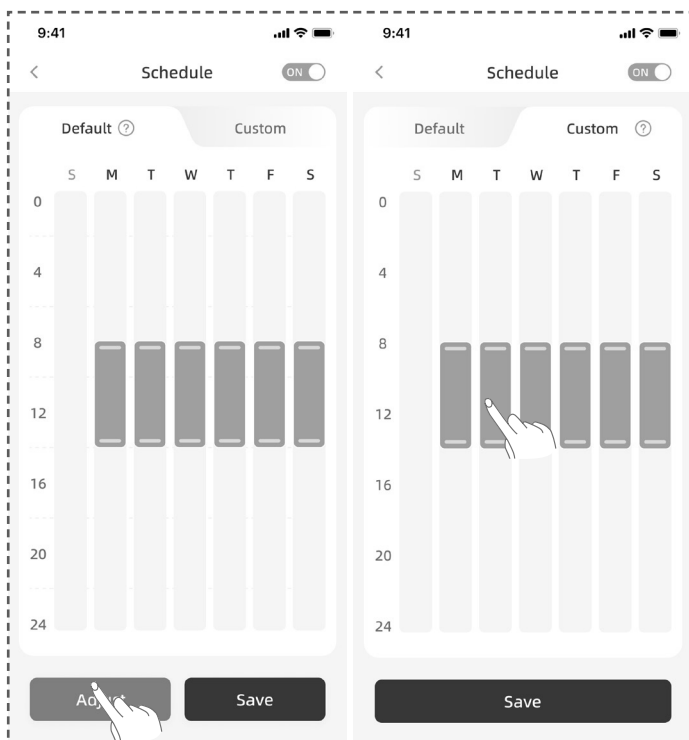 9:41
Schedule
ON
Default ?
Custom
S M T W T F S
0
4
8
12
16
20
24
Adjust
Save
9:41
Schedule
ON
Default
Custom ?
S M T W T F S
0
4
8
12
16
20
24
Save